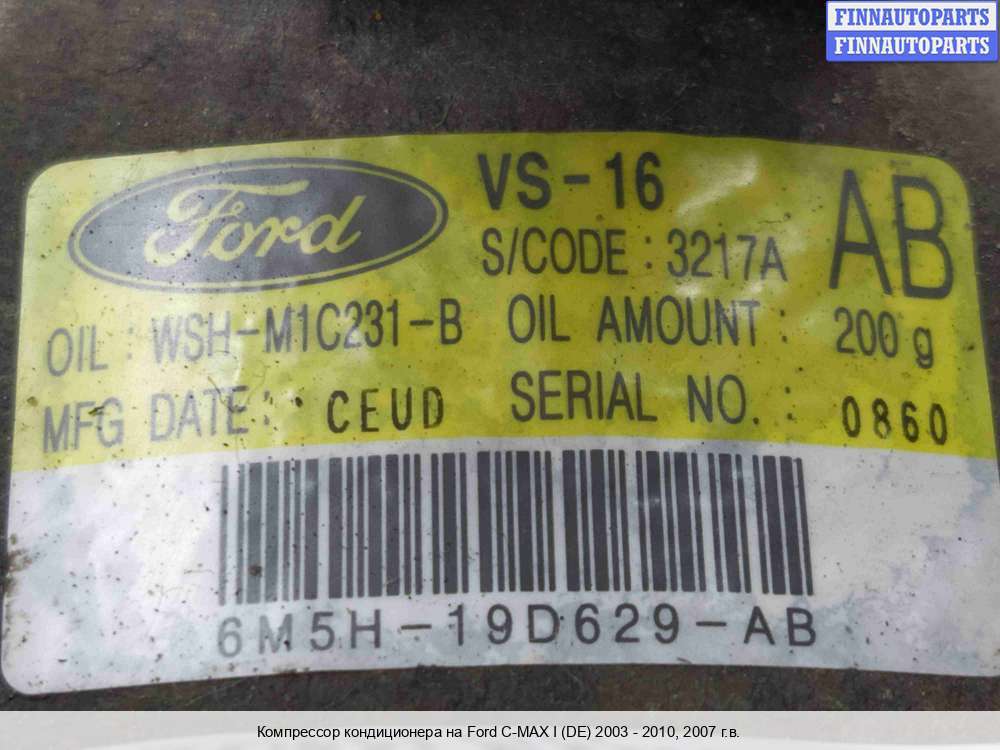 FINNAUTOPARTS
FINNAUTOPARTS
Ford
VS-16
AB
S/CODE : 3217A
OIL : WSH-M1C231-B OIL AMOUNT : 200 g
MFG DATE : CEUD SERIAL NO. : 0860
6M5H-19D629-AB
Компрессор кондиционера на Ford C-MAX I (DE) 2003 - 2010, 2007 г.в.